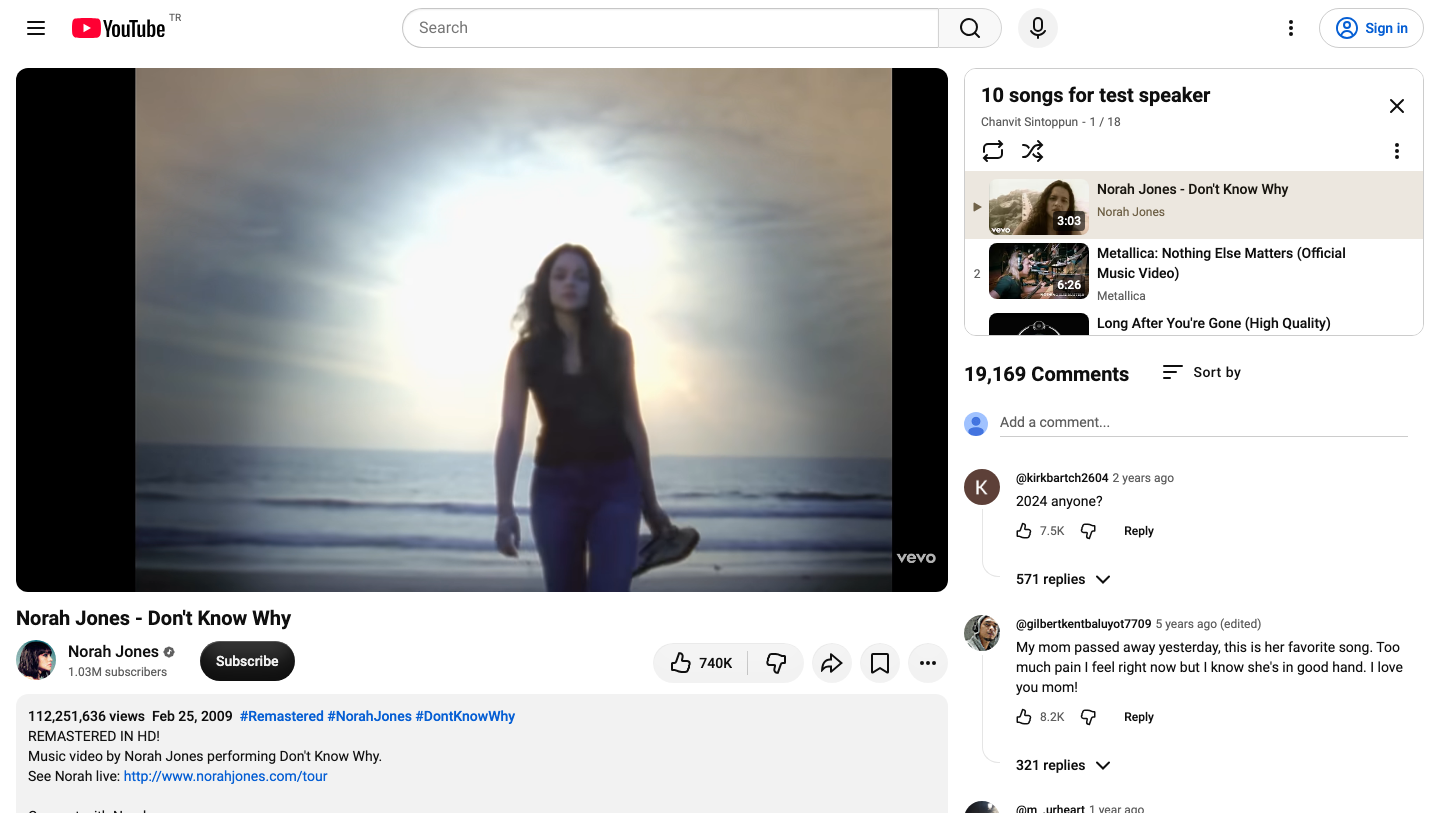 YouTube TR
Search
Sign in
vevo
Norah Jones - Don't Know Why
Norah Jones
1.03M subscribers
Subscribe
740K
112,251,636 views Feb 25, 2009 #Remastered #NorahJones #DontKnowWhy
REMASTERED IN HD!
Music video by Norah Jones performing Don't Know Why.
See Norah live: http://www.norahjones.com/tour
10 songs for test speaker
Chanvit Sintoppun - 1 / 18
vevo
3:03
Norah Jones - Don't Know Why
Norah Jones
2
6:26
Metallica: Nothing Else Matters (Official
Music Video)
Metallica
Long After You're Gone (High Quality)
19,169 Comments
Sort by
Add a comment...
K
@kirkbartch2604 2 years ago
2024 anyone?
7.5K
Reply
571 replies
@gilbertkentbaluyot7709 5 years ago (edited)
My mom passed away yesterday, this is her favorite song. Too
much pain I feel right now but I know she's in good hand. I love
you mom!
8.2K
Reply
321 replies
1 year ago